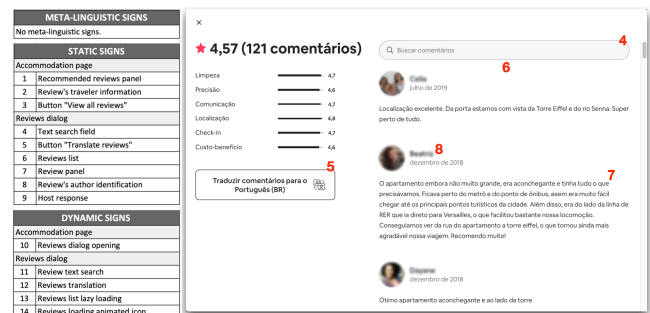 META-LINGUISTIC SIGNS
No meta-linguistic signs.
STATIC SIGNS
Accommodation page
1 Recommended reviews panel
2 Review's traveler information
3 Button "View all reviews"
Reviews dialog
4 Text search field
5 Button "Translate reviews"
6 Reviews list
7 Review panel
8 Review's author identification
9 Host response
DYNAMIC SIGNS
Accommodation page
10 Reviews dialog opening
Reviews dialog
11 Review text search
12 Reviews translation
13 Reviews list lazy loading
14 Reviews loading animated icon
×
★ 4,57 (121 comentários)
Limpeza 4,7
Precisão 4,6
Comunicação 4,7
Localização 4,8
Check-in 4,7
Custo-benefício 4,6
5
Traduzir comentários para o
Português (BR)
Buscar comentários
4
6
julho de 2019
Localização excelente. Da porta estamos com vista da Torre Eiffel e do rio Senna. Super
perto de tudo.
8
dezembro de 2018
7
O apartamento embora não muito grande, era aconchegante e tinha tudo o que
precisávamos. Ficava perto do metrô e do ponto de ônibus, assim era muito fácil
chegar até os principais pontos turísticos da cidade. Além disso, era do lado da linha de
RER que ia direto para Versailles, o que facilitou bastante nossa locomoção.
Conseguíamos ver da rua do apartamento a torre eiffel, o que tornou ainda mais
agradável nossa viagem. Recomendo muito!
dezembro de 2018
Ótimo apartamento aconchegante e ao lado da torre